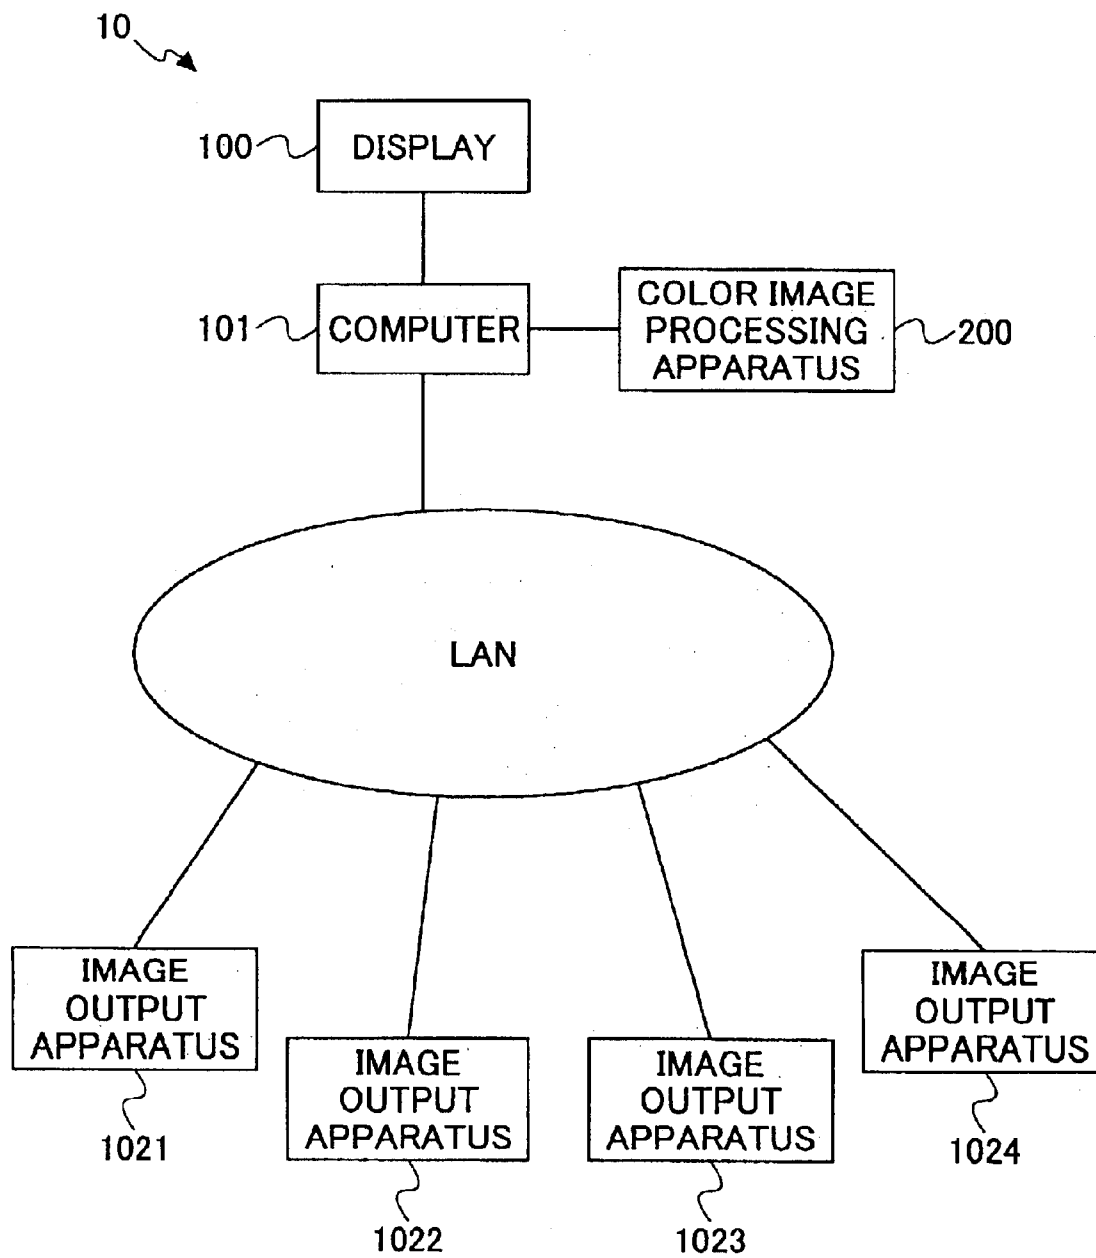 10
100
DISPLAY
101
COMPUTER
COLOR IMAGE
PROCESSING
APPARATUS
200
LAN
IMAGE
OUTPUT
APPARATUS
1021
IMAGE
OUTPUT
APPARATUS
1022
IMAGE
OUTPUT
APPARATUS
1023
IMAGE
OUTPUT
APPARATUS
1024